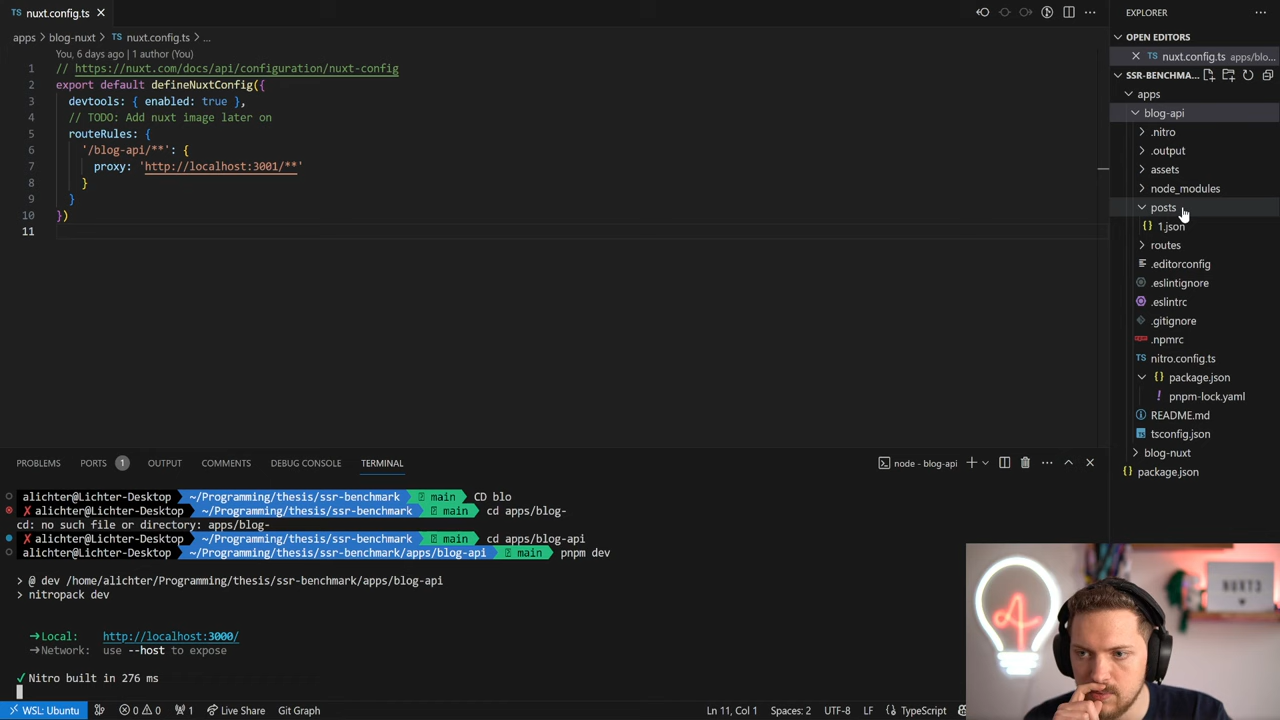 nuxt.config.ts
apps > blog-nuxt > TS nuxt.config.ts > ...
You, 6 days ago | 1 author (You)
1 // https://nuxt.com/docs/api/configuration/nuxt-config
2 export default defineNuxtConfig({
3 devtools: { enabled: true },
4 // TODO: Add nuxt image later on
5 routeRules: {
6 '/blog-api/**': {
7 proxy: 'http://localhost:3001/**'
8 }
9 }
10 })
11
PROBLEMS PORTS 1 OUTPUT COMMENTS DEBUG CONSOLE TERMINAL
node - blog-api
alichter@Lichter-Desktop ~/Programming/thesis/ssr-benchmark main CD blo
✗ alichter@Lichter-Desktop ~/Programming/thesis/ssr-benchmark main cd apps/blog-
cd: no such file or directory: apps/blog-
✗ alichter@Lichter-Desktop ~/Programming/thesis/ssr-benchmark main cd apps/blog-api
alichter@Lichter-Desktop ~/Programming/thesis/ssr-benchmark/apps/blog-api main pnpm dev
> @ dev /home/alichter/Programming/thesis/ssr-benchmark/apps/blog-api
> nitropack dev
➜Local: http://localhost:3000/
➜Network: use --host to expose
✓ Nitro built in 276 ms
EXPLORER
OPEN EDITORS
TS nuxt.config.ts apps/blo...
SSR-BENCHMA...
apps
blog-api
.nitro
.output
assets
node_modules
posts
{} 1.json
routes
.editorconfig
.eslintignore
.eslintrc
.gitignore
.npmrc
nitro.config.ts
{} package.json
! pnpm-lock.yaml
README.md
tsconfig.json
blog-nuxt
{} package.json
NUXT3
WSL: Ubuntu 0 0 1 Live Share Git Graph Ln 11, Col 1 Spaces: 2 UTF-8 LF {} TypeScript